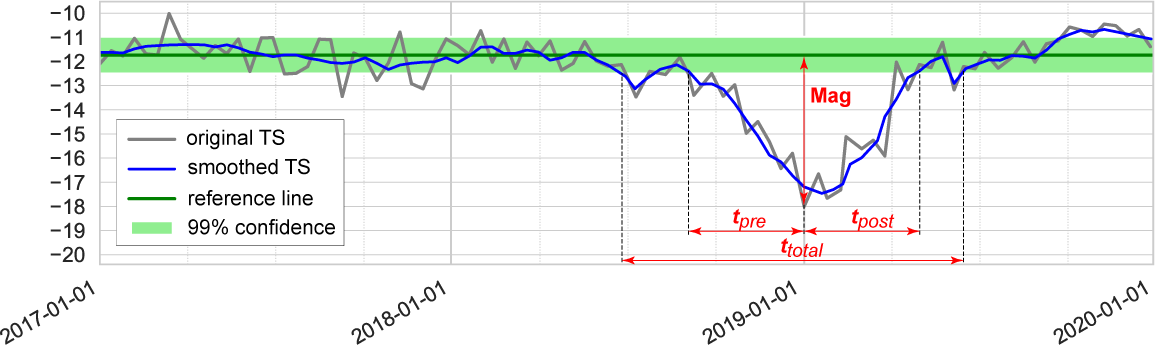 −10
−11
−12
−13
−14
−15
−16
−17
−18
−19
−20
original TS
smoothed TS
reference line
99% confidence
Mag
tpre
tpost
ttotal
2017-01-01
2018-01-01
2019-01-01
2020-01-01